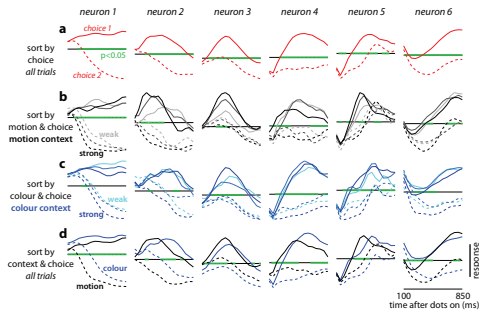 neuron 1 neuron 2 neuron 3 neuron 4 neuron 5 neuron 6
a
choice 1
sort by
choice
all trials
p<0.05
choice 2
b
sort by
motion & choice
motion context
weak
strong
c
sort by
colour & choice
colour context
weak
strong
d
sort by
context & choice
all trials
colour
motion
response
100 850
time after dots on (ms)